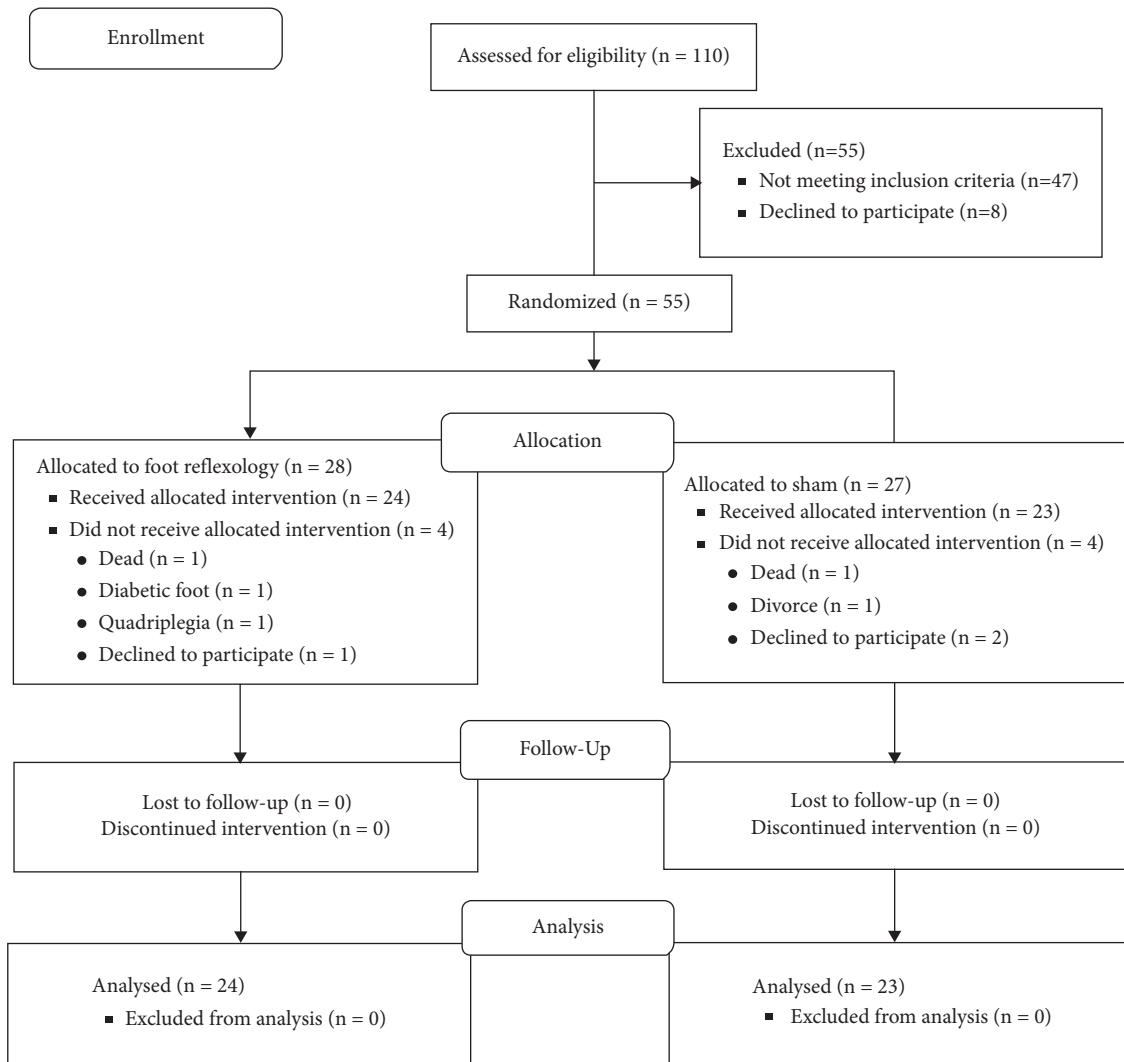 Enrollment
Assessed for eligibility (n = 110)
Excluded (n=55)
▪ Not meeting inclusion criteria (n=47)
▪ Declined to participate (n=8)
Randomized (n = 55)
Allocation
Allocated to foot reflexology (n = 28)
▪ Received allocated intervention (n = 24)
▪ Did not receive allocated intervention (n = 4)
• Dead (n = 1)
• Diabetic foot (n = 1)
• Quadriplegia (n = 1)
• Declined to participate (n = 1)
Allocated to sham (n = 27)
▪ Received allocated intervention (n = 23)
▪ Did not receive allocated intervention (n = 4)
• Dead (n = 1)
• Divorce (n = 1)
• Declined to participate (n = 2)
Follow-Up
Lost to follow-up (n = 0)
Discontinued intervention (n = 0)
Lost to follow-up (n = 0)
Discontinued intervention (n = 0)
Analysis
Analysed (n = 24)
▪ Excluded from analysis (n = 0)
Analysed (n = 23)
▪ Excluded from analysis (n = 0)